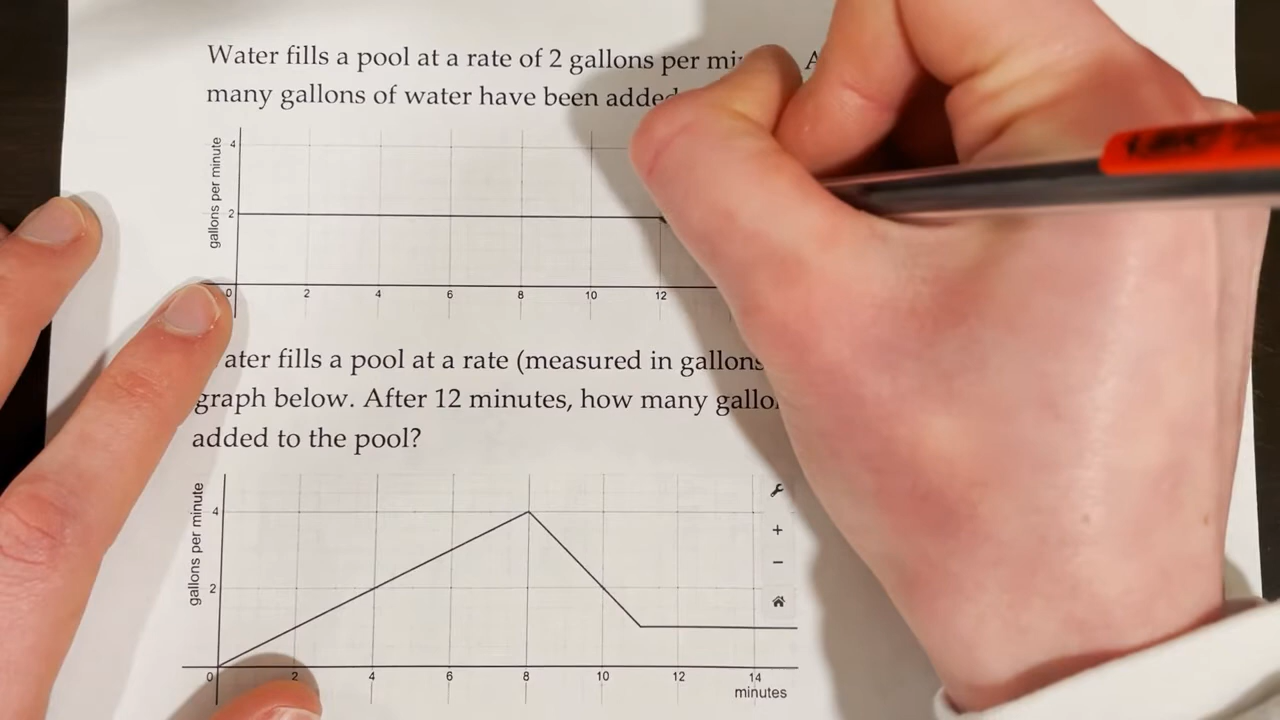 Water fills a pool at a rate of 2 gallons per
many gallons of water have been added
gallons per minute
4
2
0 2 4 6 8 10 12
ater fills a pool at a rate (measured in gallons
graph below. After 12 minutes, how many
added to the pool?
gallons per minute
4
2
+
−
0 2 4 6 8 10 12 14
minutes